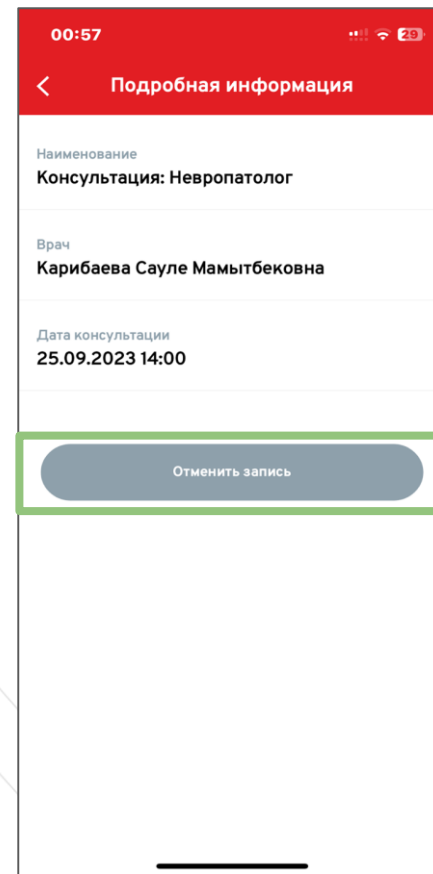 00:57
29
Подробная информация
Наименование
Консультация: Невропатолог
Врач
Карибаева Сауле Мамытбековна
Дата консультации
25.09.2023 14:00
Отменить запись